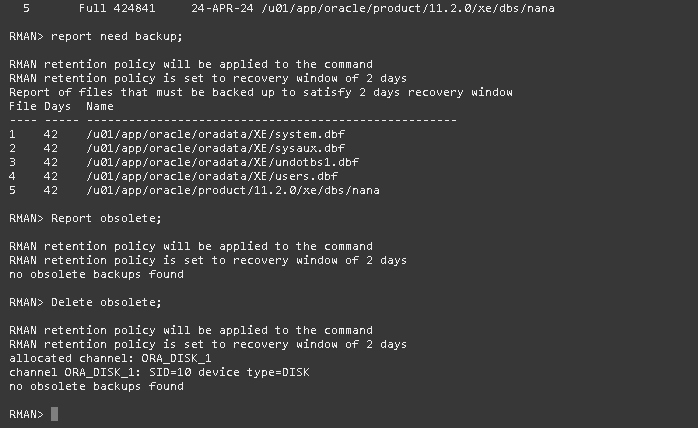 5 Full 424841 24-APR-24 /u01/app/oracle/product/11.2.0/xe/dbs/nana
RMAN> report need backup;
RMAN retention policy will be applied to the command
RMAN retention policy is set to recovery window of 2 days
Report of files that must be backed up to satisfy 2 days recovery window
File Days Name
---- ----- -----------------------------------------------------
1 42 /u01/app/oracle/oradata/XE/system.dbf
2 42 /u01/app/oracle/oradata/XE/sysaux.dbf
3 42 /u01/app/oracle/oradata/XE/undotbs1.dbf
4 42 /u01/app/oracle/oradata/XE/users.dbf
5 42 /u01/app/oracle/product/11.2.0/xe/dbs/nana
RMAN> Report obsolete;
RMAN retention policy will be applied to the command
RMAN retention policy is set to recovery window of 2 days
no obsolete backups found
RMAN> Delete obsolete;
RMAN retention policy will be applied to the command
RMAN retention policy is set to recovery window of 2 days
allocated channel: ORA_DISK_1
channel ORA_DISK_1: SID=10 device type=DISK
no obsolete backups found
RMAN>